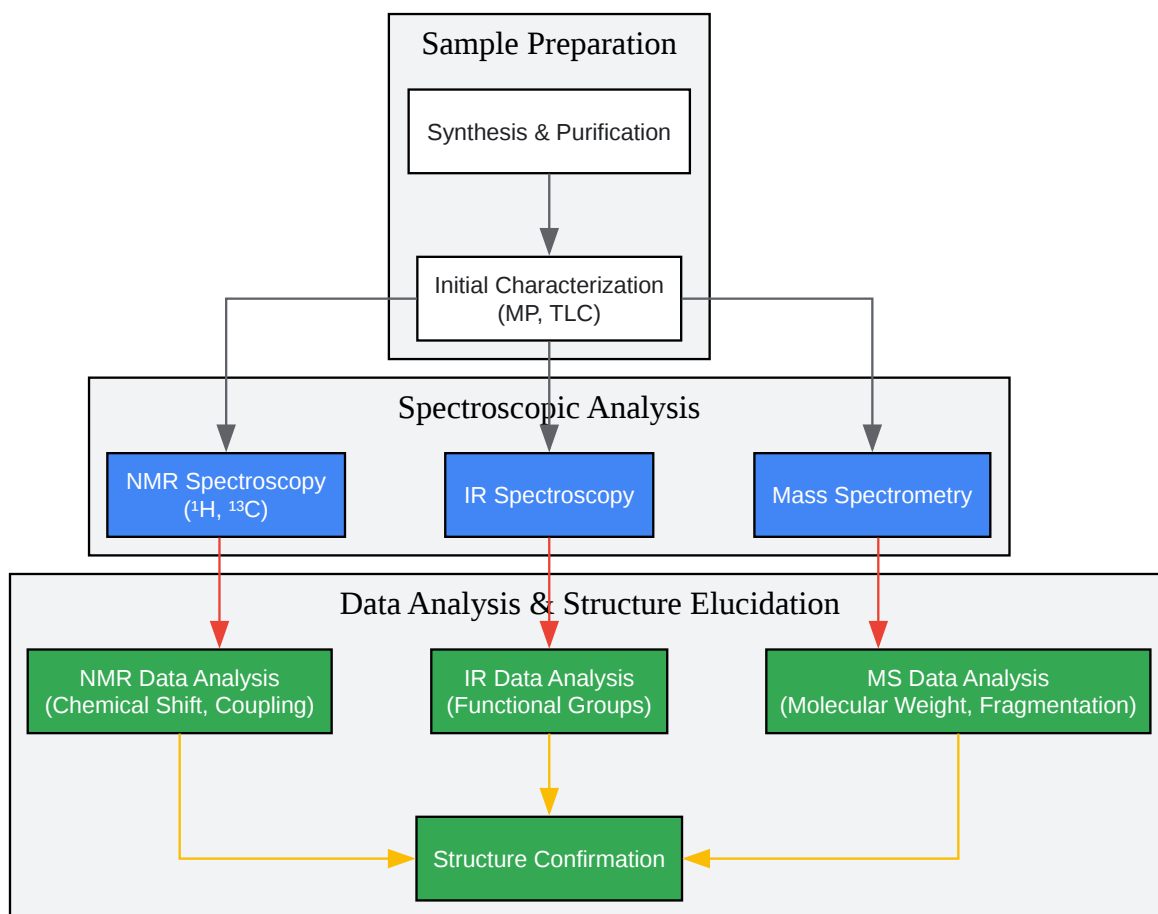 Sample Preparation
Synthesis & Purification
Initial Characterization
(MP, TLC)
Spectroscopic Analysis
NMR Spectroscopy
(¹H, ¹³C)
IR Spectroscopy
Mass Spectrometry
Data Analysis & Structure Elucidation
NMR Data Analysis
(Chemical Shift, Coupling)
IR Data Analysis
(Functional Groups)
MS Data Analysis
(Molecular Weight, Fragmentation)
Structure Confirmation